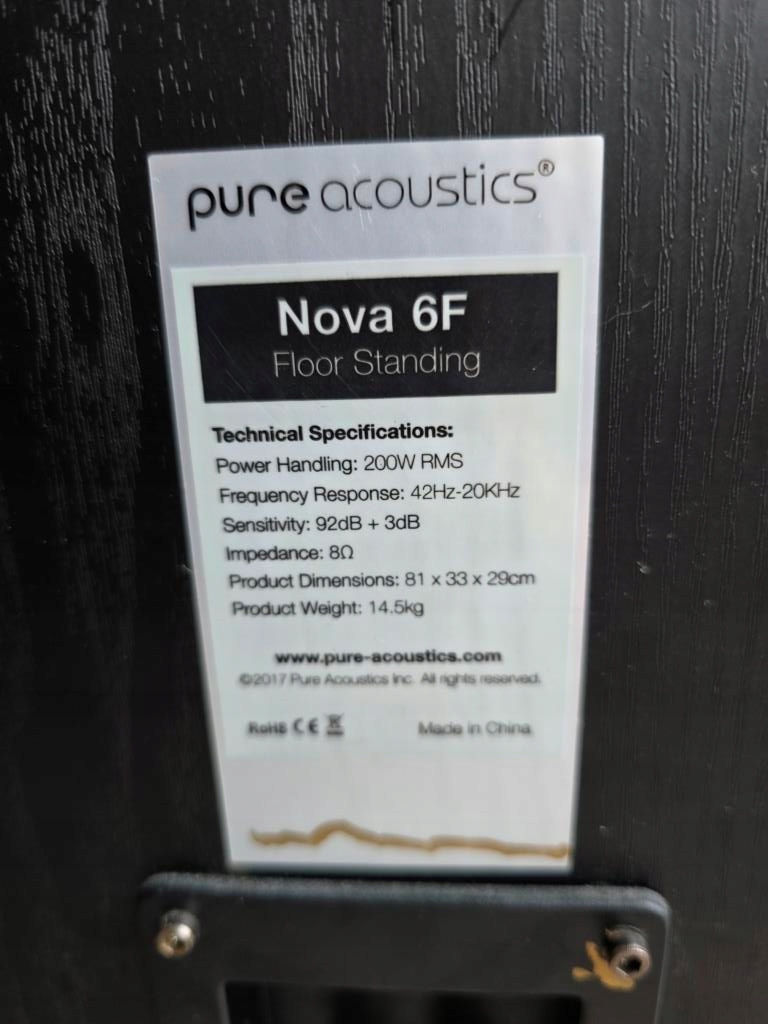 pure acoustics®
Nova 6F
Floor Standing
Technical Specifications:
Power Handling: 200W RMS
Frequency Response: 42Hz-20KHz
Sensitivity: 92dB + 3dB
Impedance: 8Ω
Product Dimensions: 81 x 33 x 29cm
Product Weight: 14.5kg
www.pure-acoustics.com
©2017 Pure Acoustics Inc. All rights reserved.
RoHS CE Made in China